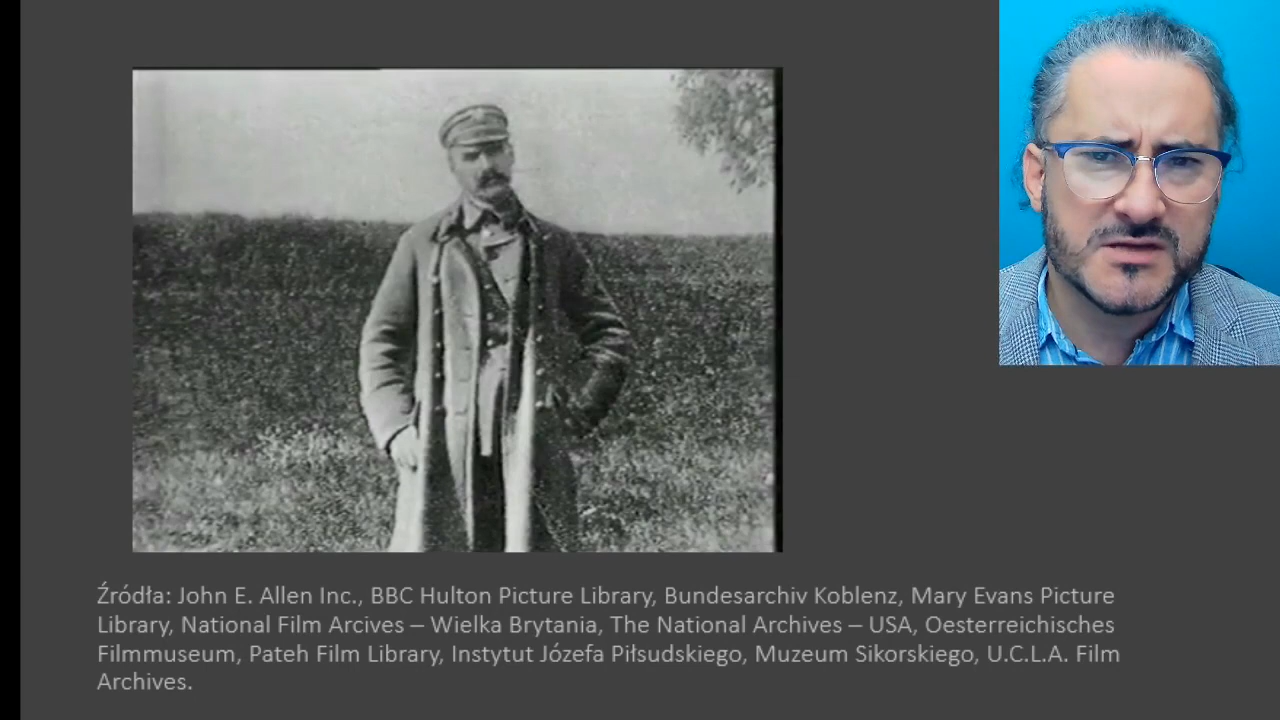 Źródła: John E. Allen Inc., BBC Hulton Picture Library, Bundesarchiv Koblenz, Mary Evans Picture
Library, National Film Arcives – Wielka Brytania, The National Archives – USA, Oesterreichisches
Filmmuseum, Pateh Film Library, Instytut Józefa Piłsudskiego, Muzeum Sikorskiego, U.C.L.A. Film
Archives.